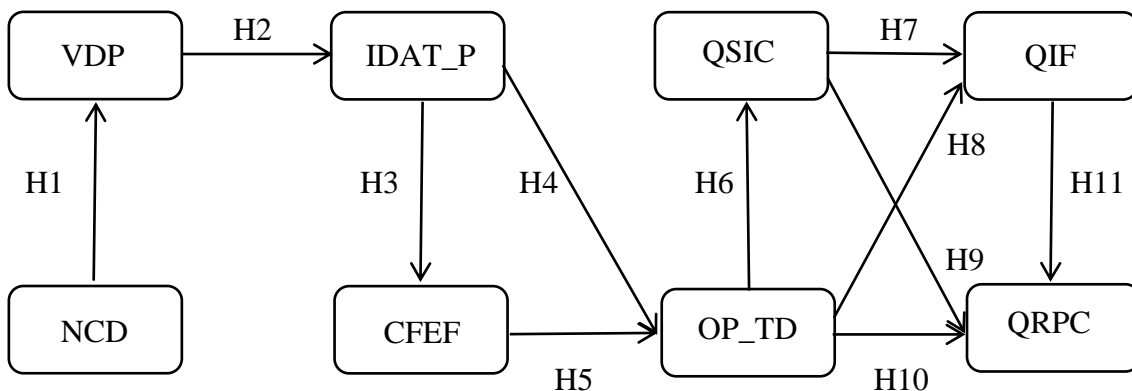 H2
H7
VDP
IDAT_P
QSIC
QIF
H8
H1
H3
H4
H6
H11
H9
NCD
CFEF
OP_TD
QRPC
H5
H10